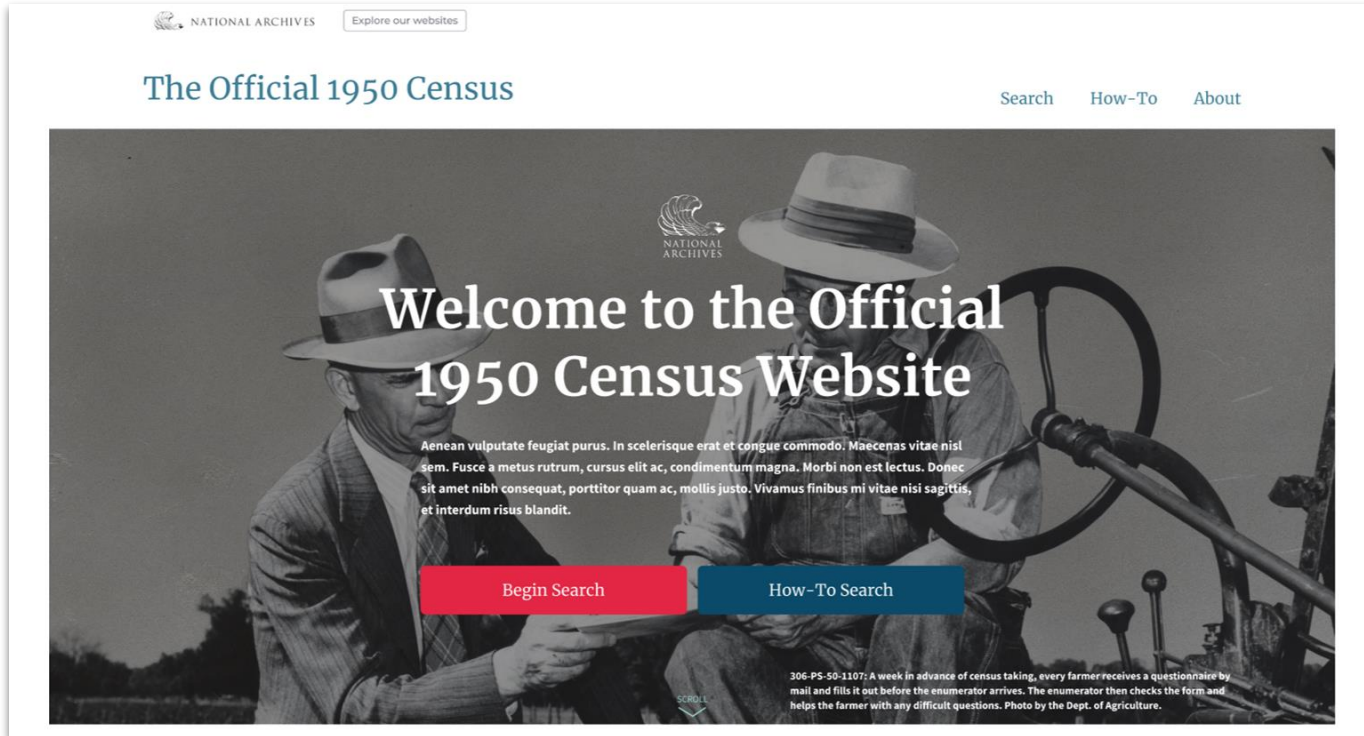 NATIONAL ARCHIVES
Explore our websites
The Official 1950 Census
Search
How-To
About
NATIONAL
ARCHIVES
Welcome to the Official
1950 Census Website
Aenean vulputate feugiat purus. In scelerisque erat et congue commodo. Maecenas vitae nisl
sem. Fusce a metus rutrum, cursus elit ac, condimentum magna. Morbi non est lectus. Donec
sit amet nibh consequat, porttitor quam ac, mollis justo. Vivamus finibus mi vitae nisi sagittis,
et interdum risus blandit.
Begin Search
How-To Search
SCROLL
306-PS-50-1107: A week in advance of census taking, every farmer receives a questionnaire by
mail and fills it out before the enumerator arrives. The enumerator then checks the form and
helps the farmer with any difficult questions. Photo by the Dept. of Agriculture.